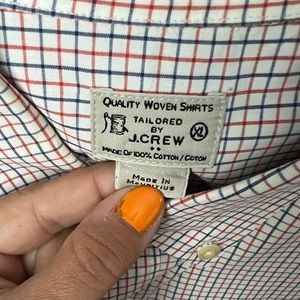 QUALITY WOVEN SHIRTS
TAILORED
BY
J.CREW
XL
MADE OF 100% COTTON / COTON
MADE IN
MAURITIUS